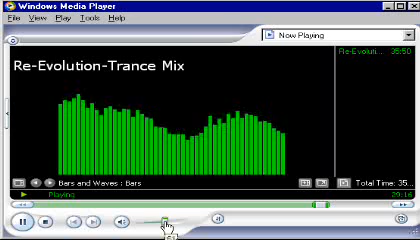 Windows Media Player
File View Play Tools Help
Now Playing
Re-Evoluti... 35:50
Re-Evolution-Trance Mix
Bars and Waves : Bars
Total Time: 35...
Playing 29:16